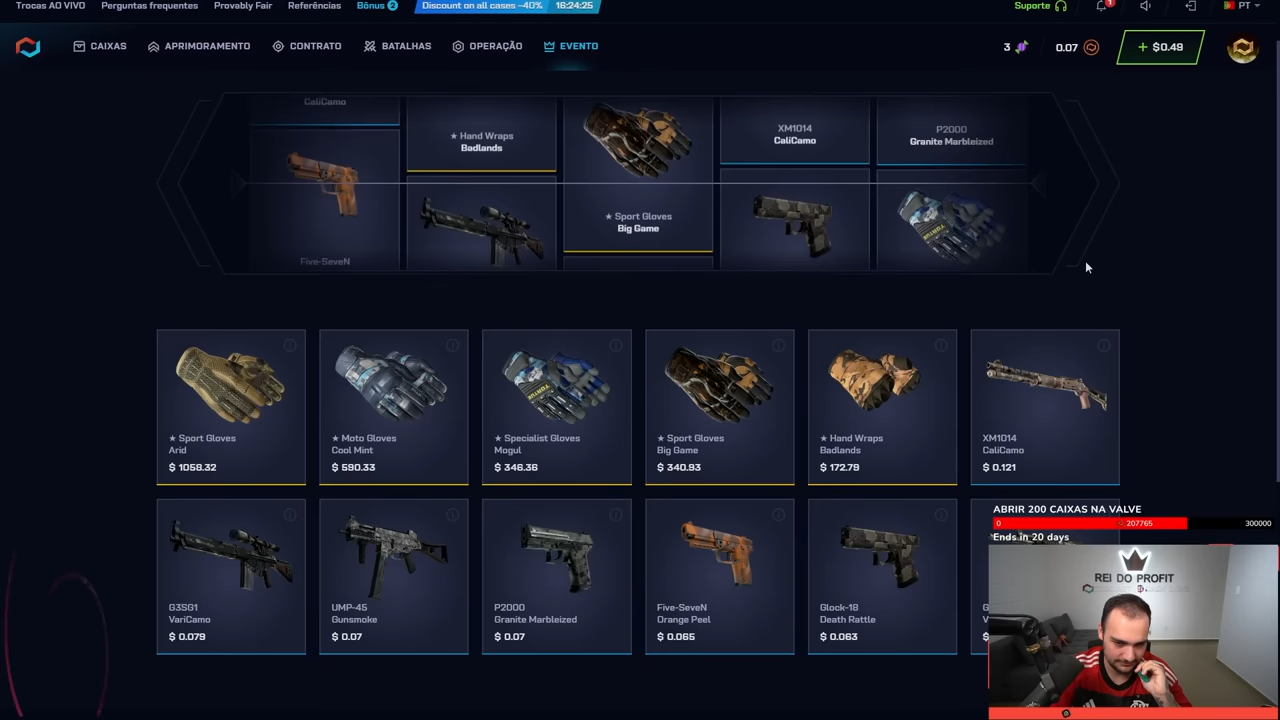 Trocas AO VIVO
Perguntas frequentes
Provably Fair
Referências
Bônus 2
Discount on all cases -40%
16:24:25
Suporte
1
PT
CAIXAS
APRIMORAMENTO
CONTRATO
BATALHAS
OPERAÇÃO
EVENTO
3
0.07
+ $0.49
CaliCamo
★ Hand Wraps
Badlands
XM1014
CaliCamo
P2000
Granite Marbleized
★ Sport Gloves
Big Game
Five-SeveN
★ Sport Gloves
Arid
$ 1058.32
★ Moto Gloves
Cool Mint
$ 590.33
★ Specialist Gloves
Mogul
$ 346.36
★ Sport Gloves
Big Game
$ 340.93
★ Hand Wraps
Badlands
$ 172.79
XM1014
CaliCamo
$ 0.121
G3SG1
VariCamo
$ 0.079
UMP-45
Gunsmoke
$ 0.07
P2000
Granite Marbleized
$ 0.07
Five-SeveN
Orange Peel
$ 0.065
Glock-18
Death Rattle
$ 0.063
ABRIR 200 CAIXAS NA VALVE
0
207765
300000
Ends in 20 days
REI DO PROFIT